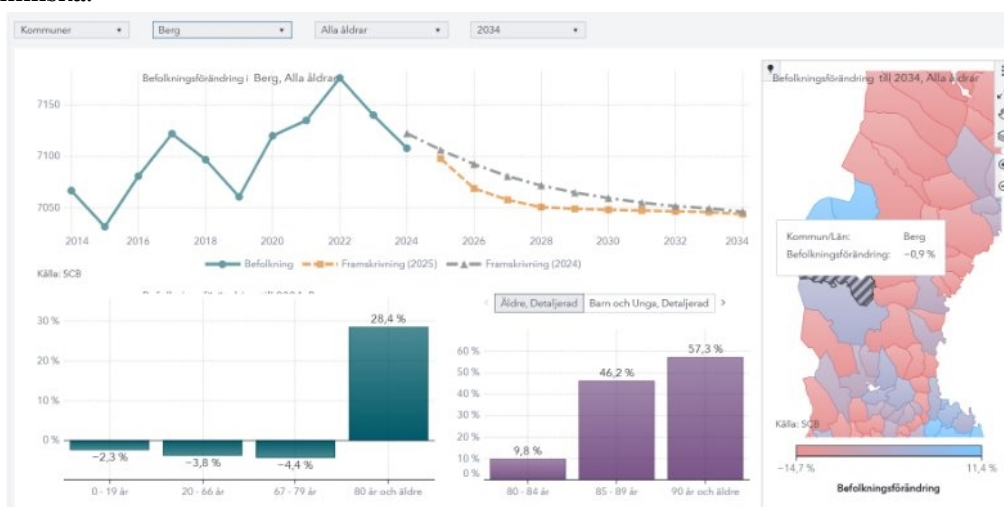 Kommuner
Berg
Alla åldrar
2034
Befolkningsförändring i Berg, Alla åldrar
7150
7100
7050
2014
2016
2018
2020
2022
2024
2026
2028
2030
2032
2034
Befolkning
Framskrivning (2025)
Framskrivning (2024)
Källa: SCB
30 %
20 %
10 %
0 %
−2,3 %
−3,8 %
−4,4 %
28,4 %
0 - 19 år
20 - 66 år
67 - 79 år
80 år och äldre
Äldre, Detaljerad
Barn och Unga, Detaljerad
60 %
50 %
40 %
30 %
20 %
10 %
0 %
9,8 %
46,2 %
57,3 %
80 - 84 år
85 - 89 år
90 år och äldre
Befolkningsförändring till 2034, Alla åldrar
Kommun/Län: Berg
Befolkningsförändring: −0,9 %
Källa: SCB
−14,7 %
11,4 %
Befolkningsförändring